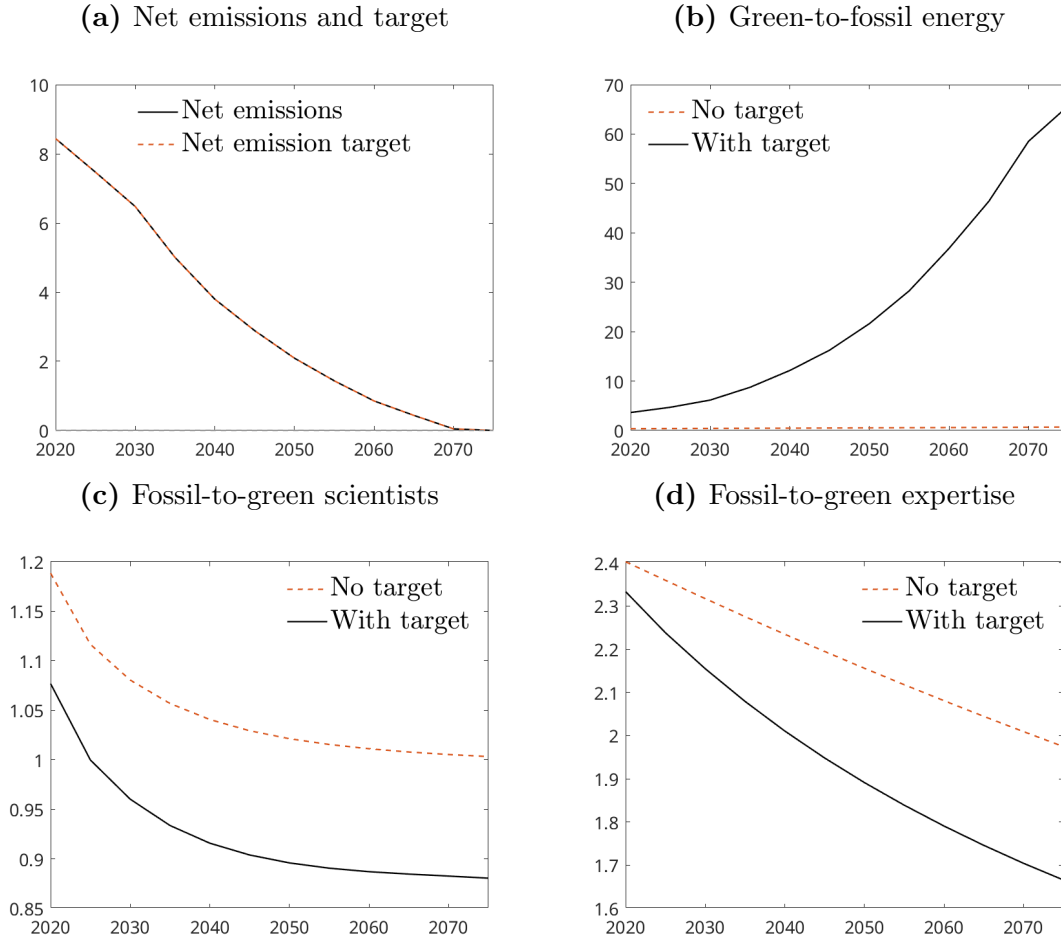 (a) Net emissions and target
10
8
6
4
2
0
2020 2030 2040 2050 2060 2070
Net emissions
Net emission target
(b) Green-to-fossil energy
70
60
50
40
30
20
10
0
2020 2030 2040 2050 2060 2070
No target
With target
(c) Fossil-to-green scientists
1.2
1.15
1.1
1.05
1
0.95
0.9
0.85
2020 2030 2040 2050 2060 2070
No target
With target
(d) Fossil-to-green expertise
2.4
2.3
2.2
2.1
2
1.9
1.8
1.7
1.6
2020 2030 2040 2050 2060 2070
No target
With target